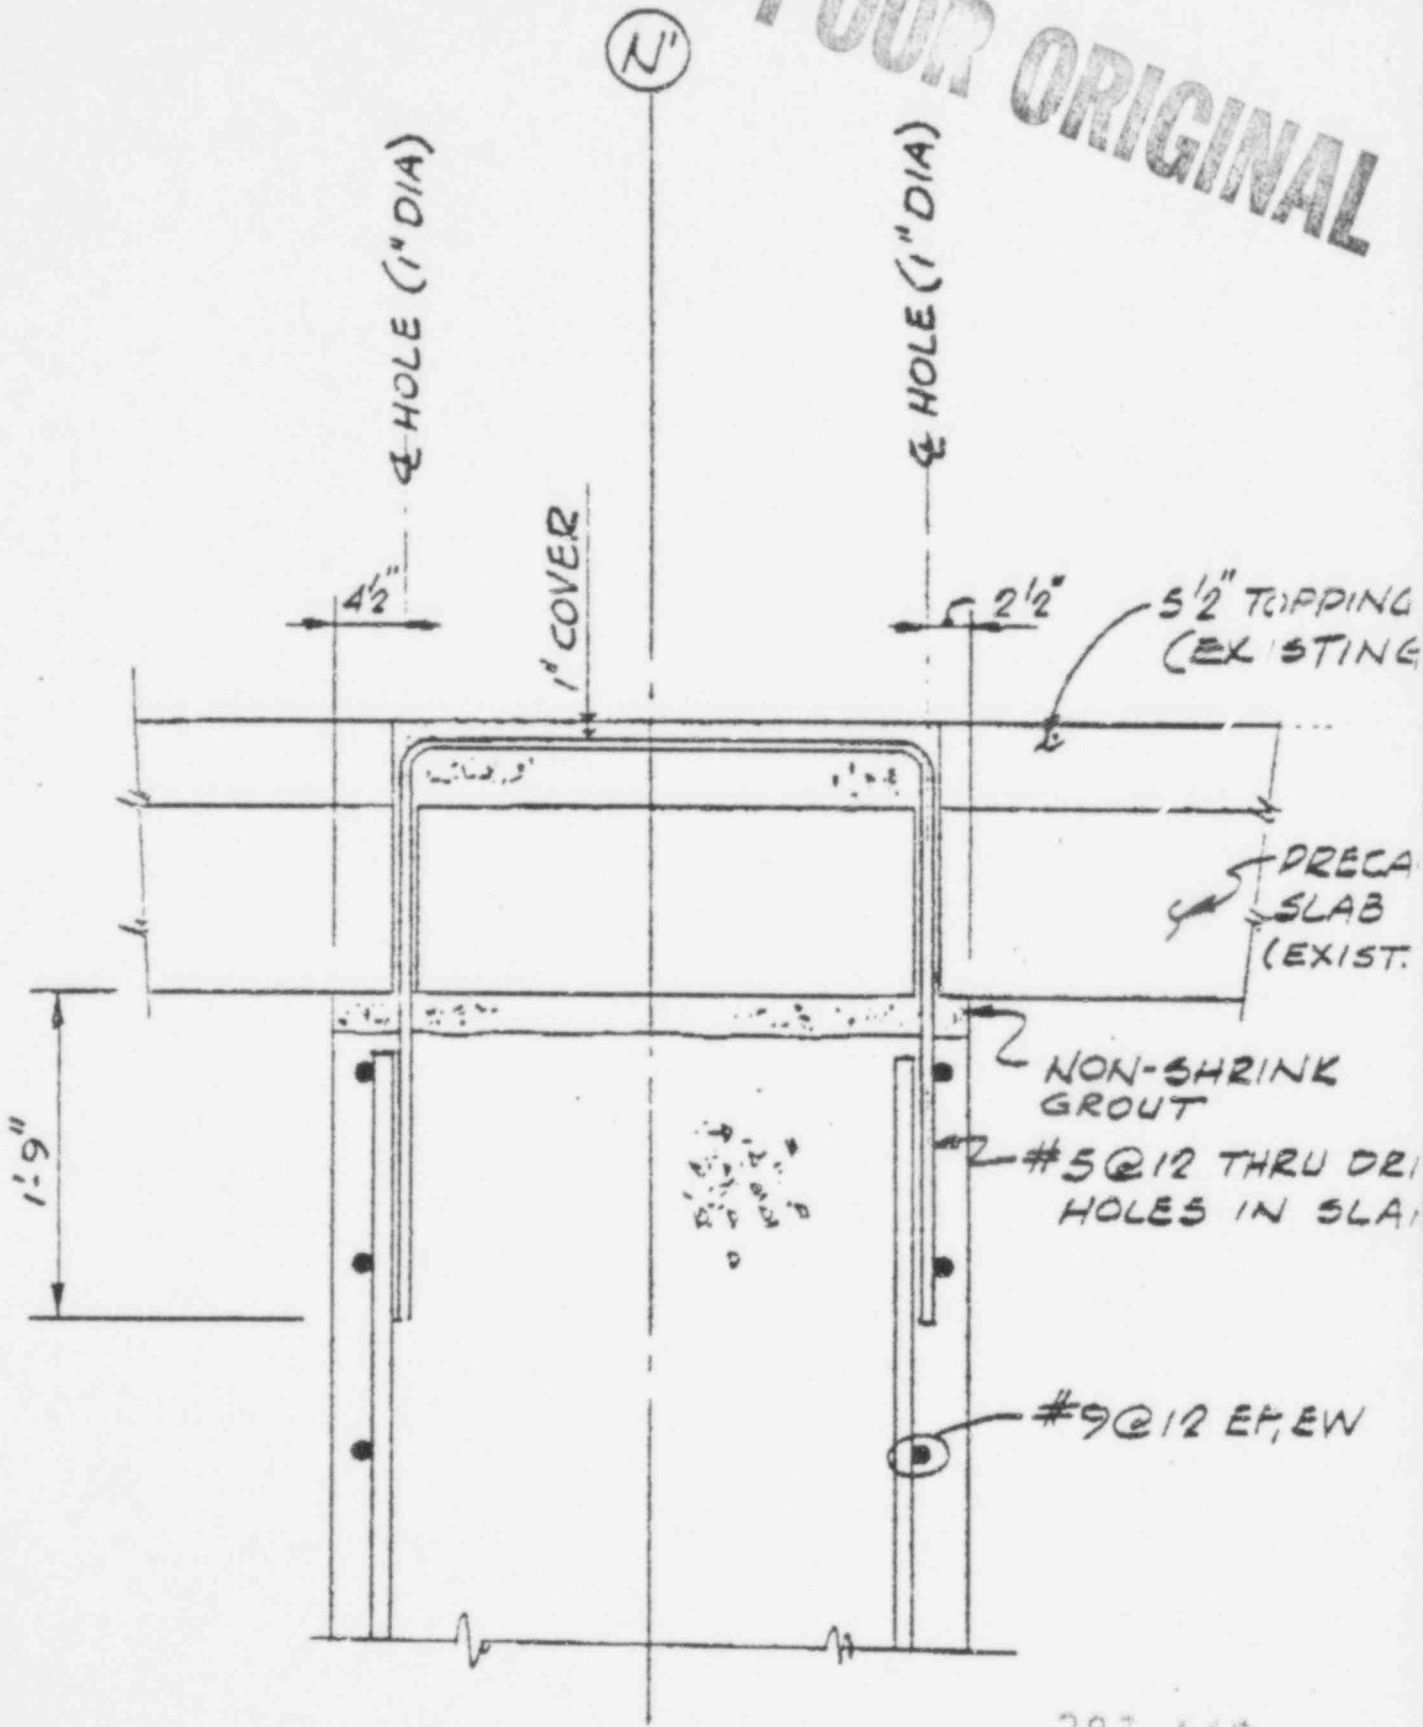 POOR ORIGINAL
N'
℄ HOLE (1" DIA)
℄ HOLE (1" DIA)
1" COVER
4½"
2½"
5½" TOPPING
(EXISTING
PRECA
SLAB
(EXIST.
1'-9"
NON-SHRINK
GROUT
#5@12 THRU DRI
HOLES IN SLA
#9@12 EF, EW